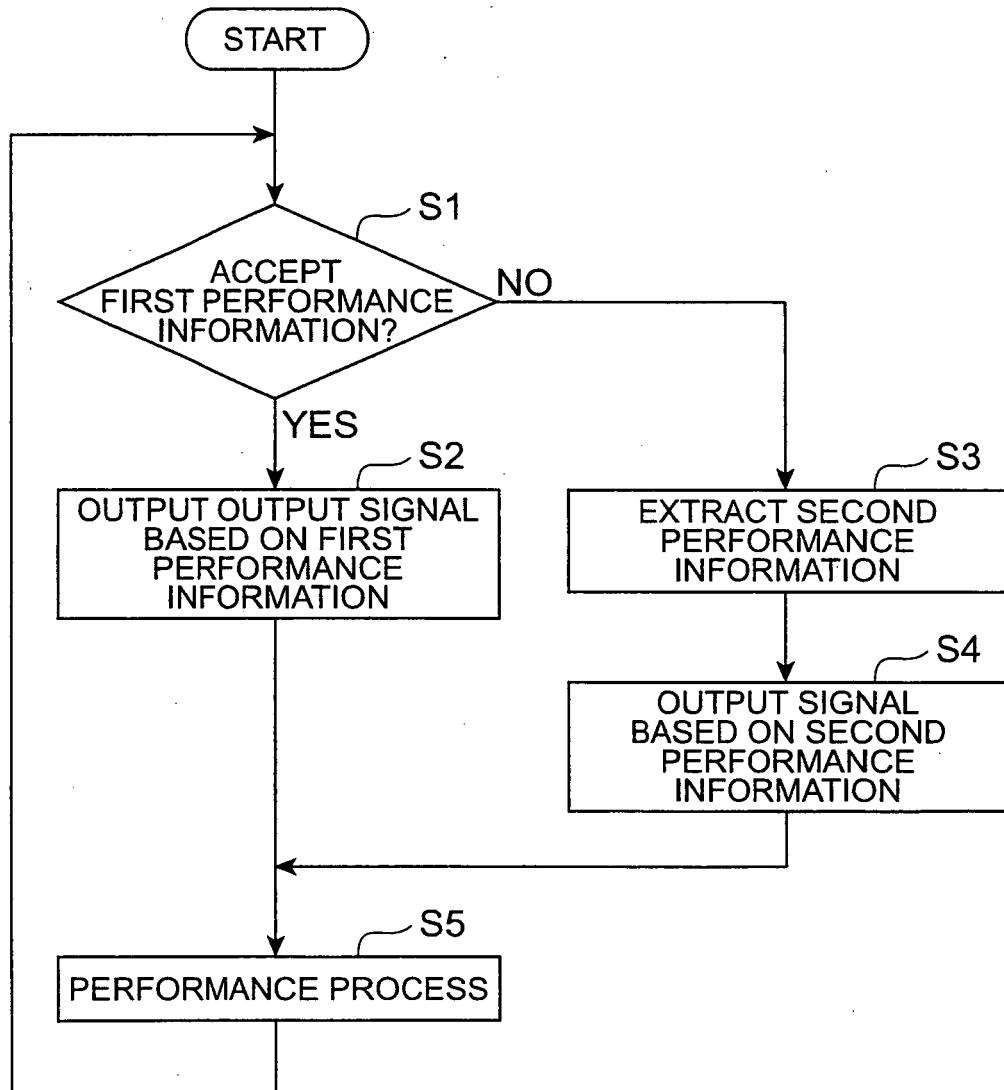 START
S1
ACCEPT
FIRST PERFORMANCE
INFORMATION?
NO
YES
S2
OUTPUT OUTPUT SIGNAL
BASED ON FIRST
PERFORMANCE
INFORMATION
S3
EXTRACT SECOND
PERFORMANCE
INFORMATION
S4
OUTPUT SIGNAL
BASED ON SECOND
PERFORMANCE
INFORMATION
S5
PERFORMANCE PROCESS